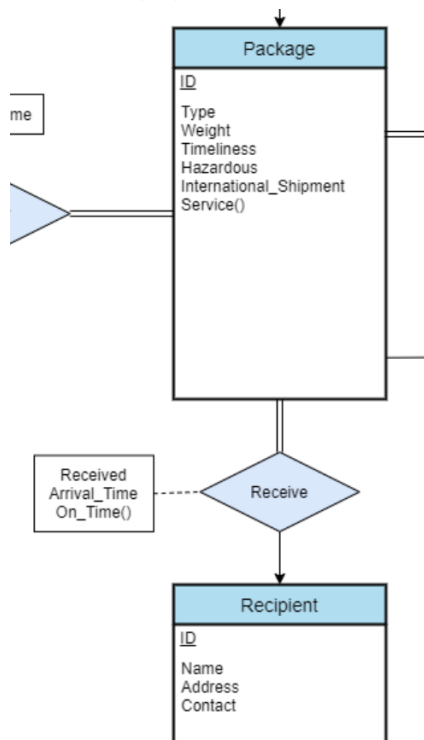 Package
ID
Type
Weight
Timeliness
Hazardous
International_Shipment
Service()
me
Received
Arrival_Time
On_Time()
Receive
Recipient
ID
Name
Address
Contact